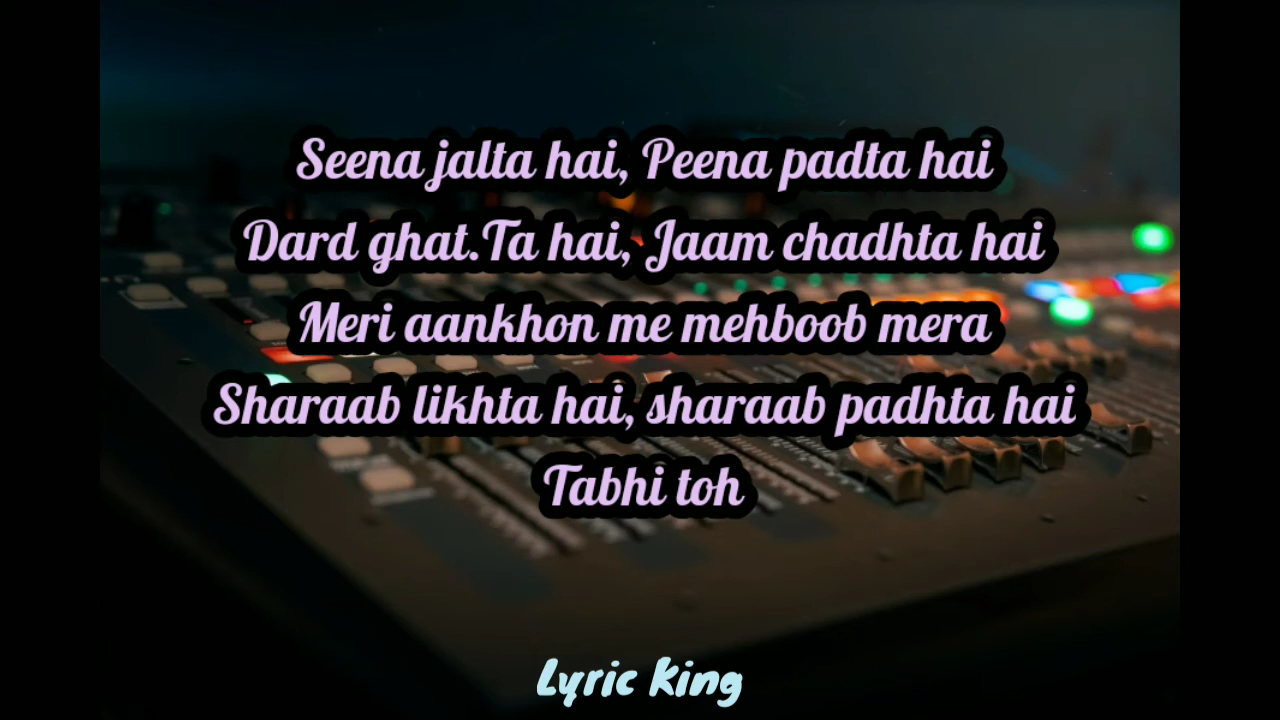 Seena jalta hai, Peena padta hai
Dard ghat.Ta hai, Jaam chadhta hai
Meri aankhon me mehboob mera
Sharaab likhta hai, sharaab padhta hai
Tabhi toh
Lyric King